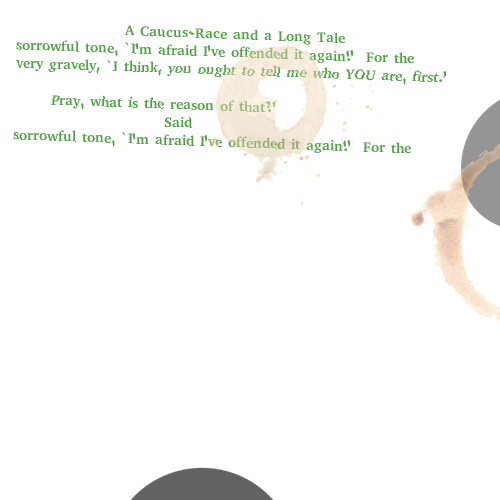 A Caucus-Race and a Long Tale
sorrowful tone, `I'm afraid I've offended it again!'  For the
very gravely, `I think, you ought to tell me who YOU are, first.'
Pray, what is the reason of that?'
Said
sorrowful tone, `I'm afraid I've offended it again!'  For the